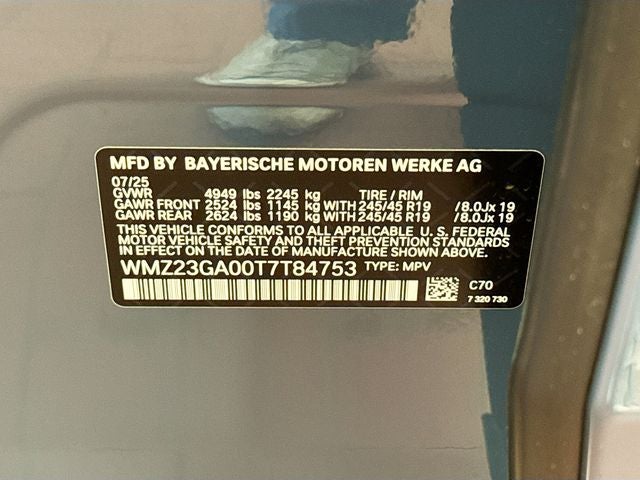 MFD BY BAYERISCHE MOTOREN WERKE AG
07/25
GVWR 4949 lbs 2245 kg TIRE / RIM
GAWR FRONT 2524 lbs 1145 kg WITH 245/45 R19 /8.0Jx 19
GAWR REAR 2624 lbs 1190 kg WITH 245/45 R19 /8.0Jx 19
THIS VEHICLE CONFORMS TO ALL APPLICABLE U. S. FEDERAL
MOTOR VEHICLE SAFETY AND THEFT PREVENTION STANDARDS
IN EFFECT ON THE DATE OF MANUFACTURE SHOWN ABOVE.
WMZ23GA00T7T84753 TYPE: MPV
C70
7 320 730